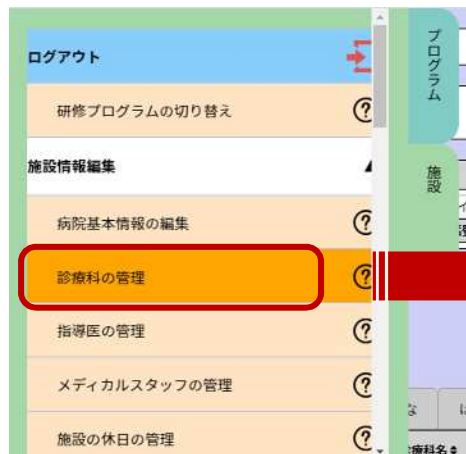 ログアウト
研修プログラムの切り替え
施設情報編集
病院基本情報の編集
診療科の管理
指導医の管理
メディカルスタッフの管理
施設の休日の管理
プログラム
施設
な
療科名